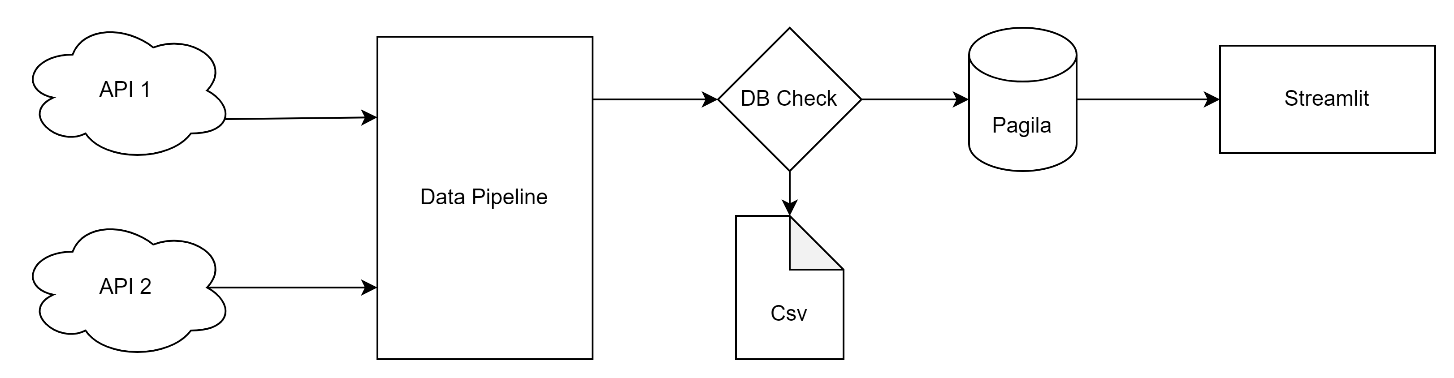 API 1
API 2
Data Pipeline
DB Check
Csv
Pagila
Streamlit